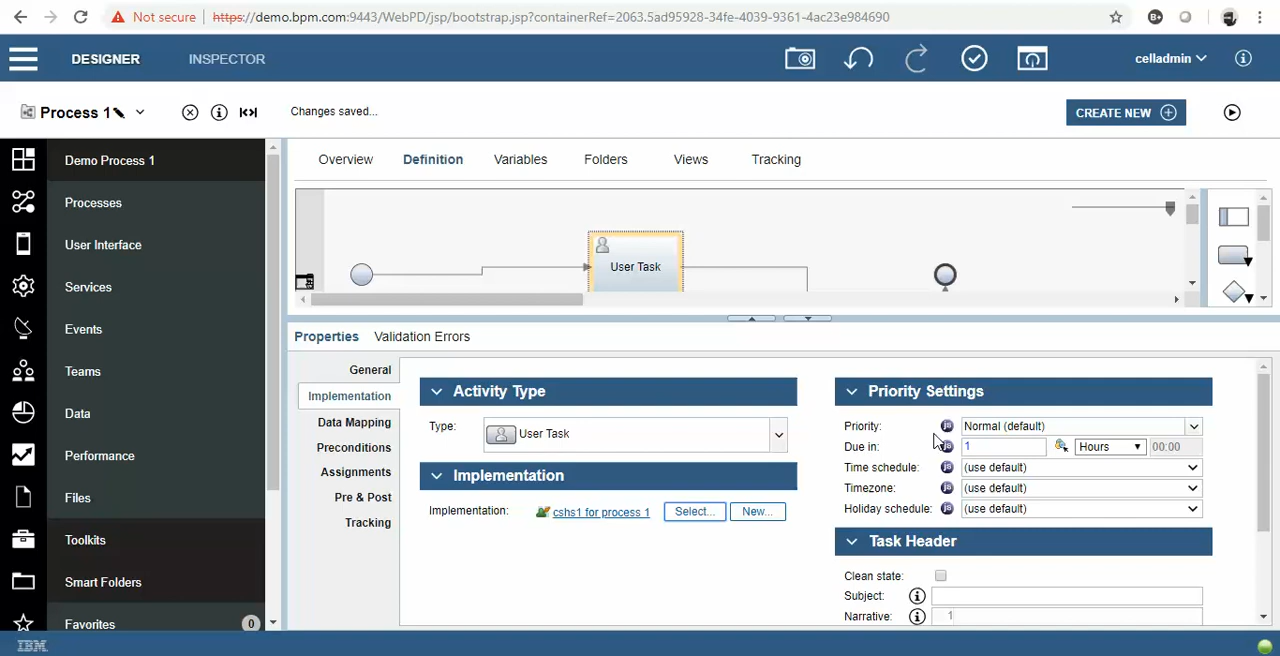 Not secure
https://demo.bpm.com:9443/WebPD/jsp/bootstrap.jsp?containerRef=2063.5ad95928-34fe-4039-9361-4ac23e984690
DESIGNER INSPECTOR celladmin
Process 1 Changes saved... CREATE NEW
Demo Process 1
Processes
User Interface
Services
Events
Teams
Data
Performance
Files
Toolkits
Smart Folders
Favorites 0
Overview Definition Variables Folders Views Tracking
User Task
Properties Validation Errors
General
Implementation
Data Mapping
Preconditions
Assignments
Pre & Post
Tracking
Activity Type
Type: User Task
Implementation
Implementation: cshs1 for process 1 Select... New...
Priority Settings
Priority: Normal (default)
Due in: 1 Hours 00:00
Time schedule: (use default)
Timezone: (use default)
Holiday schedule: (use default)
Task Header
Clean state:
Subject:
Narrative: 1
IBM